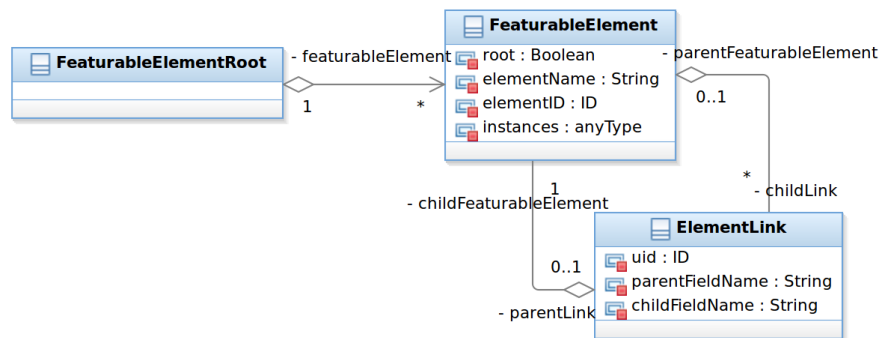 FeaturableElement
FeaturableElementRoot
- featurableElement
root : Boolean
- parentFeaturableElement
elementName : String
1
*
elementID : ID
0..1
instances : anyType
1
*
- childLink
- childFeaturableElement
ElementLink
uid : ID
0..1
parentFieldName : String
- parentLink
childFieldName : String